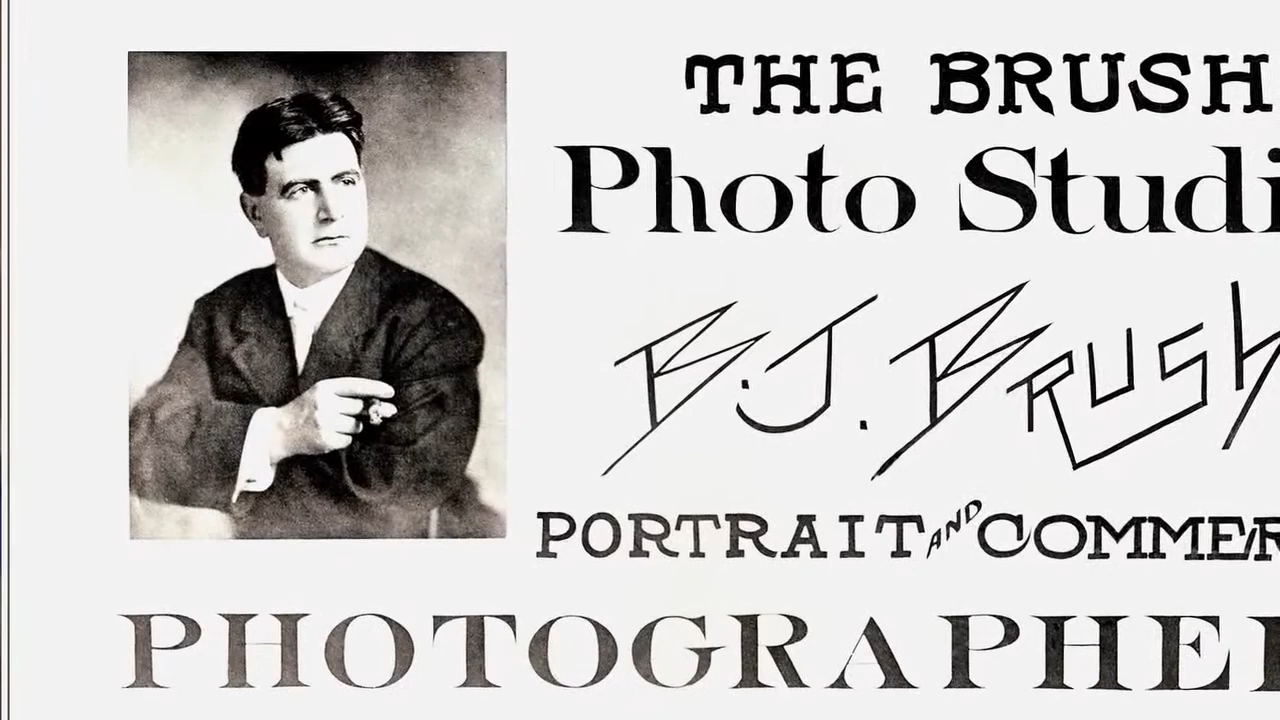 THE BRUSH
Photo Studi
B.J. BRUSH
PORTRAIT AND COMMER
PHOTOGRAPHE